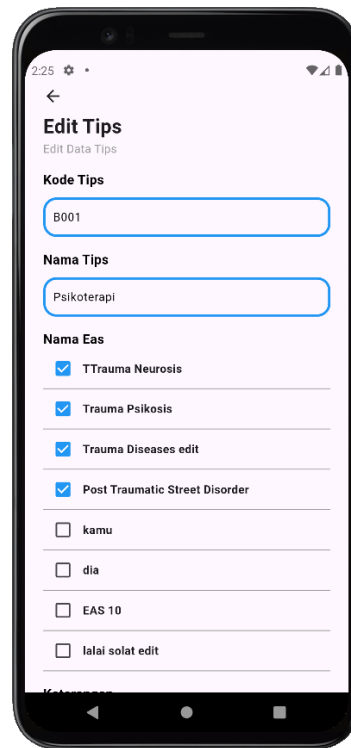 2:25
Edit Tips
Edit Data Tips
Kode Tips
B001
Nama Tips
Psikoterapi
Nama Eas
TTrauma Neurosis
Trauma Psikosis
Trauma Diseases edit
Post Traumatic Street Disorder
kamu
dia
EAS 10
lalai solat edit
Keterangan